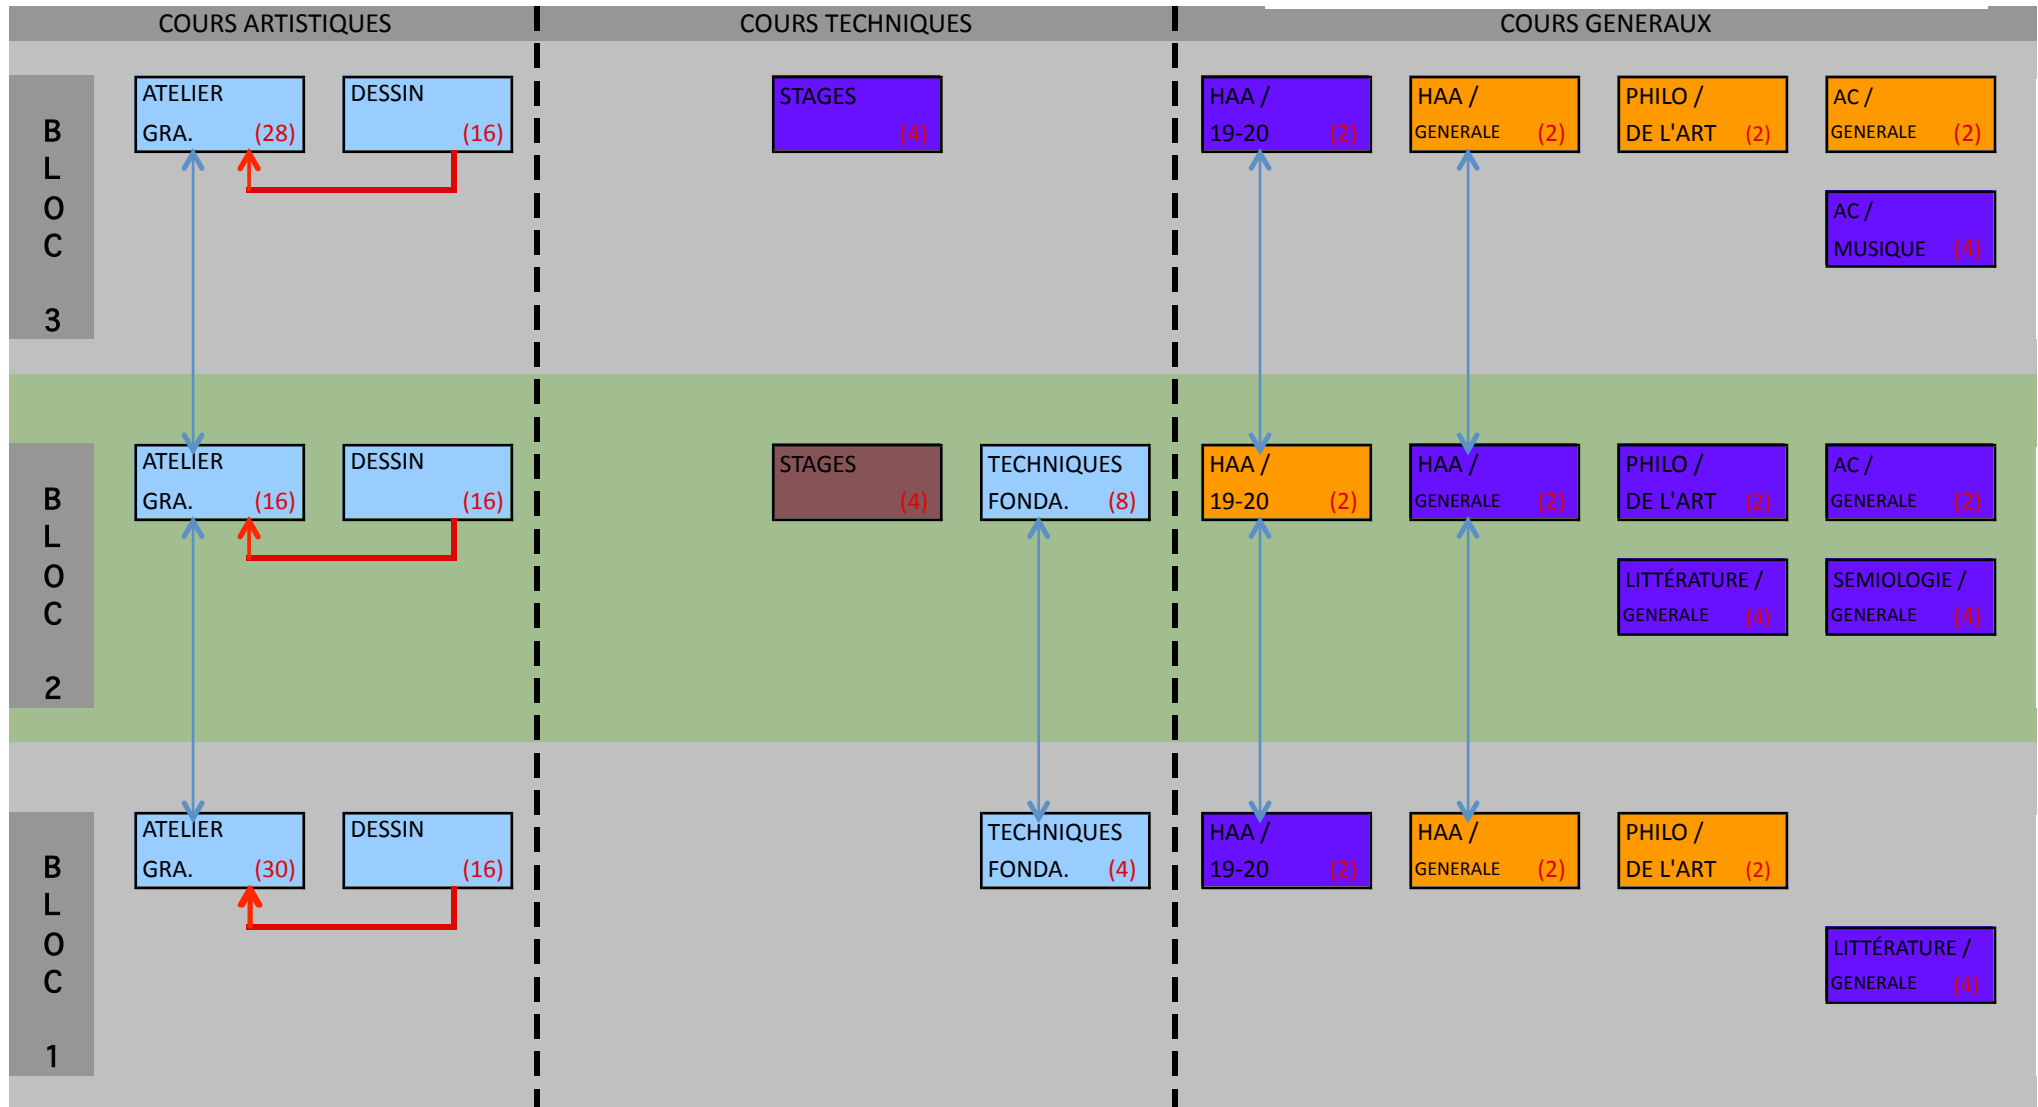 COURS ARTISTIQUES COURS TECHNIQUES COURS GENERAUX
BLOC 3
ATELIER
GRA. (28)
DESSIN
(16)
STAGES
(4)
HAA /
19-20 (2)
HAA /
GENERALE (2)
PHILO /
DE L'ART (2)
AC /
GENERALE (2)
AC /
MUSIQUE (4)
BLOC 2
ATELIER
GRA. (16)
DESSIN
(16)
STAGES
(4)
TECHNIQUES
FONDA. (8)
HAA /
19-20 (2)
HAA /
GENERALE (2)
PHILO /
DE L'ART (2)
AC /
GENERALE (2)
LITTÉRATURE /
GENERALE (4)
SEMIOLOGIE /
GENERALE (4)
BLOC 1
ATELIER
GRA. (30)
DESSIN
(16)
TECHNIQUES
FONDA. (4)
HAA /
19-20 (2)
HAA /
GENERALE (2)
PHILO /
DE L'ART (2)
LITTÉRATURE /
GENERALE (4)